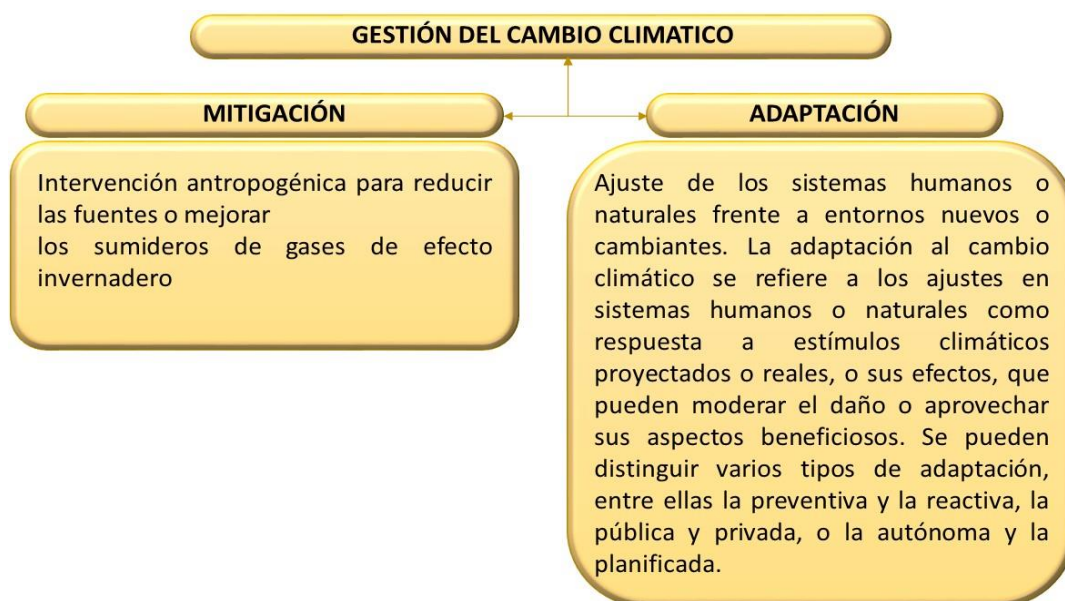 GESTIÓN DEL CAMBIO CLIMATICO
MITIGACIÓN
Intervención antropogénica para reducir
las fuentes o mejorar
los sumideros de gases de efecto
invernadero
ADAPTACIÓN
Ajuste de los sistemas humanos o
naturales frente a entornos nuevos o
cambiantes. La adaptación al cambio
climático se refiere a los ajustes en
sistemas humanos o naturales como
respuesta a estímulos climáticos
proyectados o reales, o sus efectos, que
pueden moderar el daño o aprovechar
sus aspectos beneficiosos. Se pueden
distinguir varios tipos de adaptación,
entre ellas la preventiva y la reactiva, la
pública y privada, o la autónoma y la
planificada.